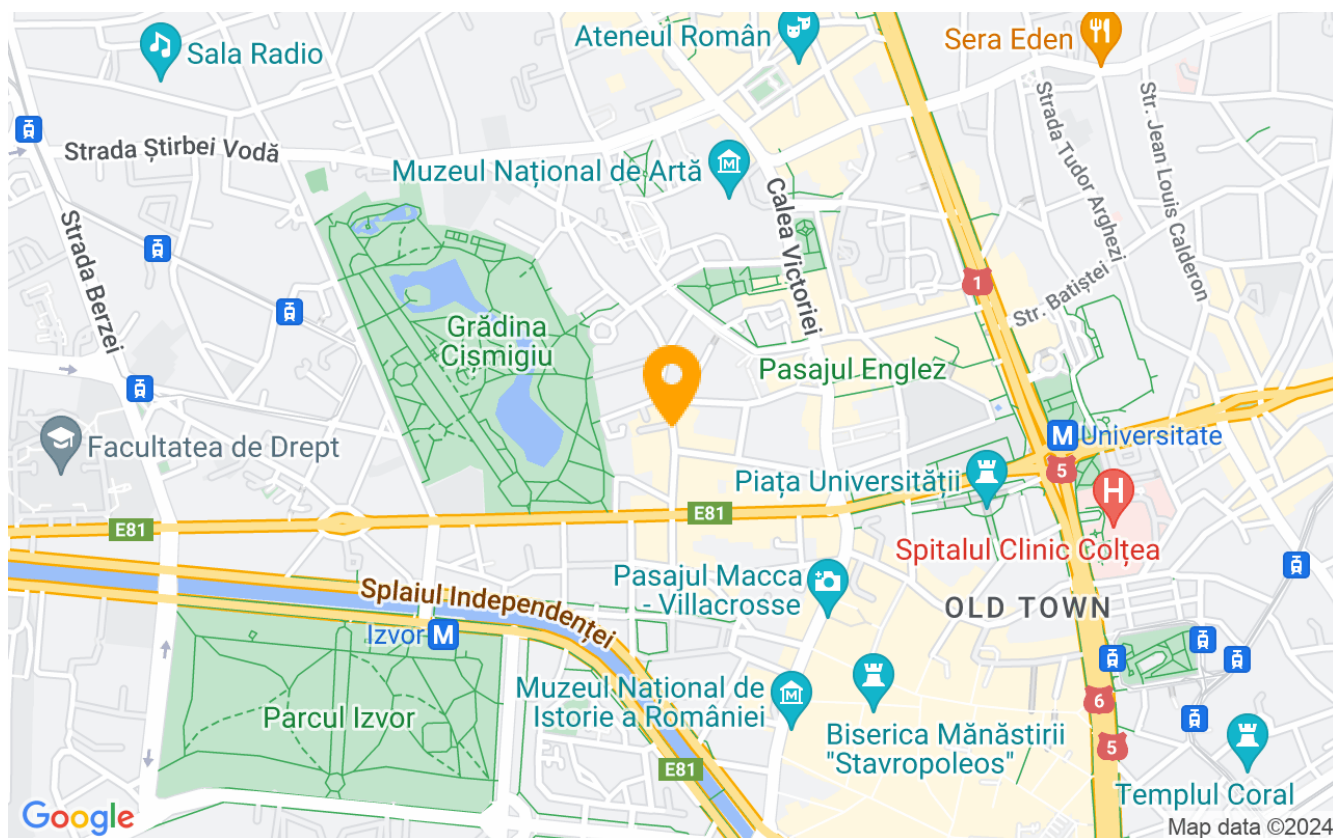 Sala Radio
Ateneul Român
Sera Eden
Strada Știrbei Vodă
Muzeul Național de Artă
Strada Tudor Arghezi
Str. Jean Louis Calderon
Strada Berzei
Calea Victoriei
1
Str. Batiștei
Grădina
Cișmigiu
Pasajul Englez
Facultatea de Drept
M Universitate
5
Piața Universității
H
E81
E81
Spitalul Clinic Colțea
Splaiul Independenței
Pasajul Macca
- Villacrosse
OLD TOWN
Izvor M
Muzeul Național de
Istorie a României
6
Parcul Izvor
Biserica Mănăstirii
"Stavropoleos"
5
E81
Templul Coral
Google
Map data ©2024